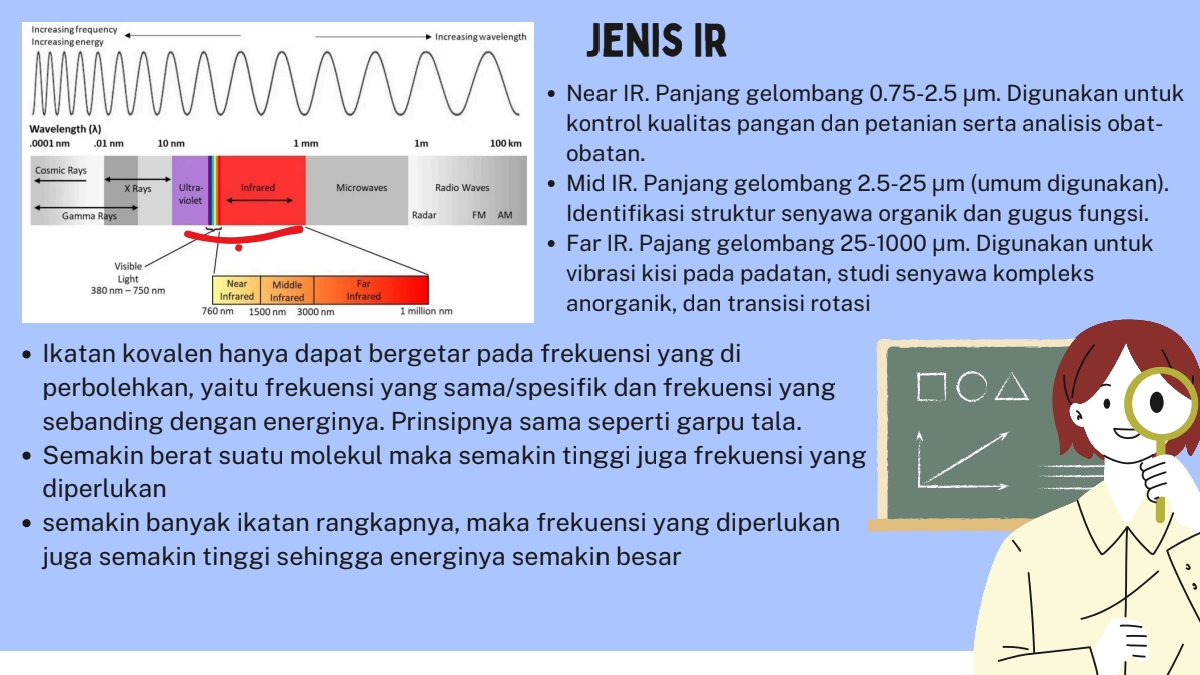 JENIS IR
Increasing frequency
Increasing energy
Increasing wavelength
Wavelength (λ)
.0001 nm .01 nm 10 nm 1 mm 1m 100 km
Cosmic Rays
X Rays
Gamma Rays
Ultra-
violet
Infrared
Microwaves
Radio Waves
Radar FM AM
Visible
Light
380 nm – 750 nm
Near
Infrared
Middle
Infrared
Far
Infrared
760 nm 1500 nm 3000 nm 1 million nm
• Near IR. Panjang gelombang 0.75-2.5 µm. Digunakan untuk
kontrol kualitas pangan dan petanian serta analisis obat-
obatan.
• Mid IR. Panjang gelombang 2.5-25 µm (umum digunakan).
Identifikasi struktur senyawa organik dan gugus fungsi.
• Far IR. Pajang gelombang 25-1000 µm. Digunakan untuk
vibrasi kisi pada padatan, studi senyawa kompleks
anorganik, dan transisi rotasi
• Ikatan kovalen hanya dapat bergetar pada frekuensi yang di
perbolehkan, yaitu frekuensi yang sama/spesifik dan frekuensi yang
sebanding dengan energinya. Prinsipnya sama seperti garpu tala.
• Semakin berat suatu molekul maka semakin tinggi juga frekuensi yang
diperlukan
• semakin banyak ikatan rangkapnya, maka frekuensi yang diperlukan
juga semakin tinggi sehingga energinya semakin besar